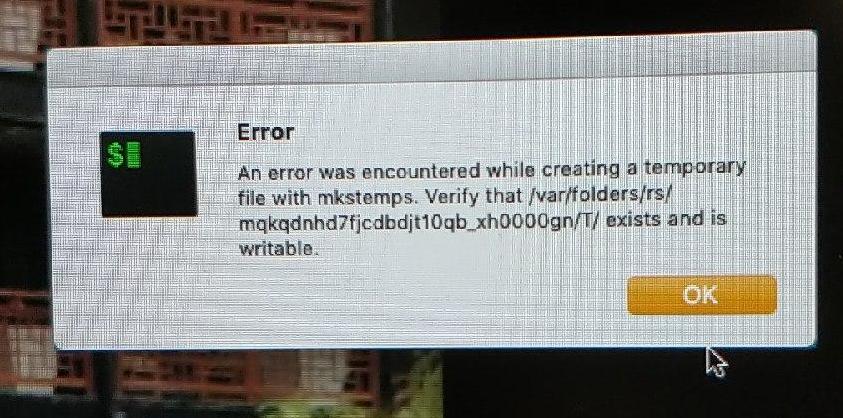 $
Error
An error was encountered while creating a temporary
file with mkstemps. Verify that /var/folders/rs/
mqkqdnhd7fjcdbdjt10qb_xh0000gn/T/ exists and is
writable.
OK